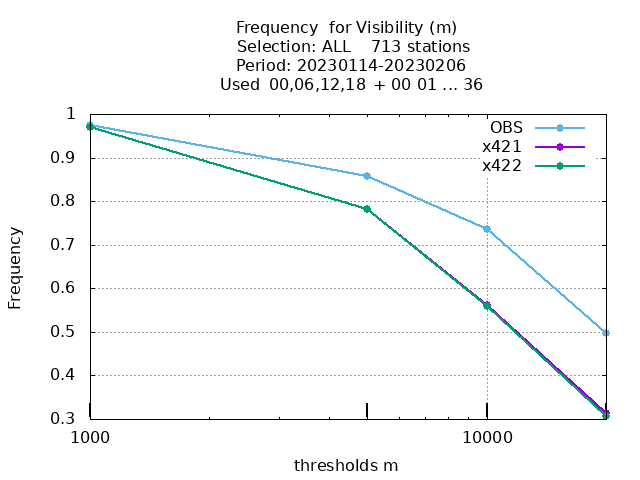 Frequency  for Visibility (m)
Selection: ALL    713 stations
Period: 20230114-20230206
Used  00,06,12,18  + 00 01 ... 36
1
0.9
0.8
0.7
0.6
0.5
0.4
0.3
Frequency
OBS
x421
x422
1000
10000
thresholds m